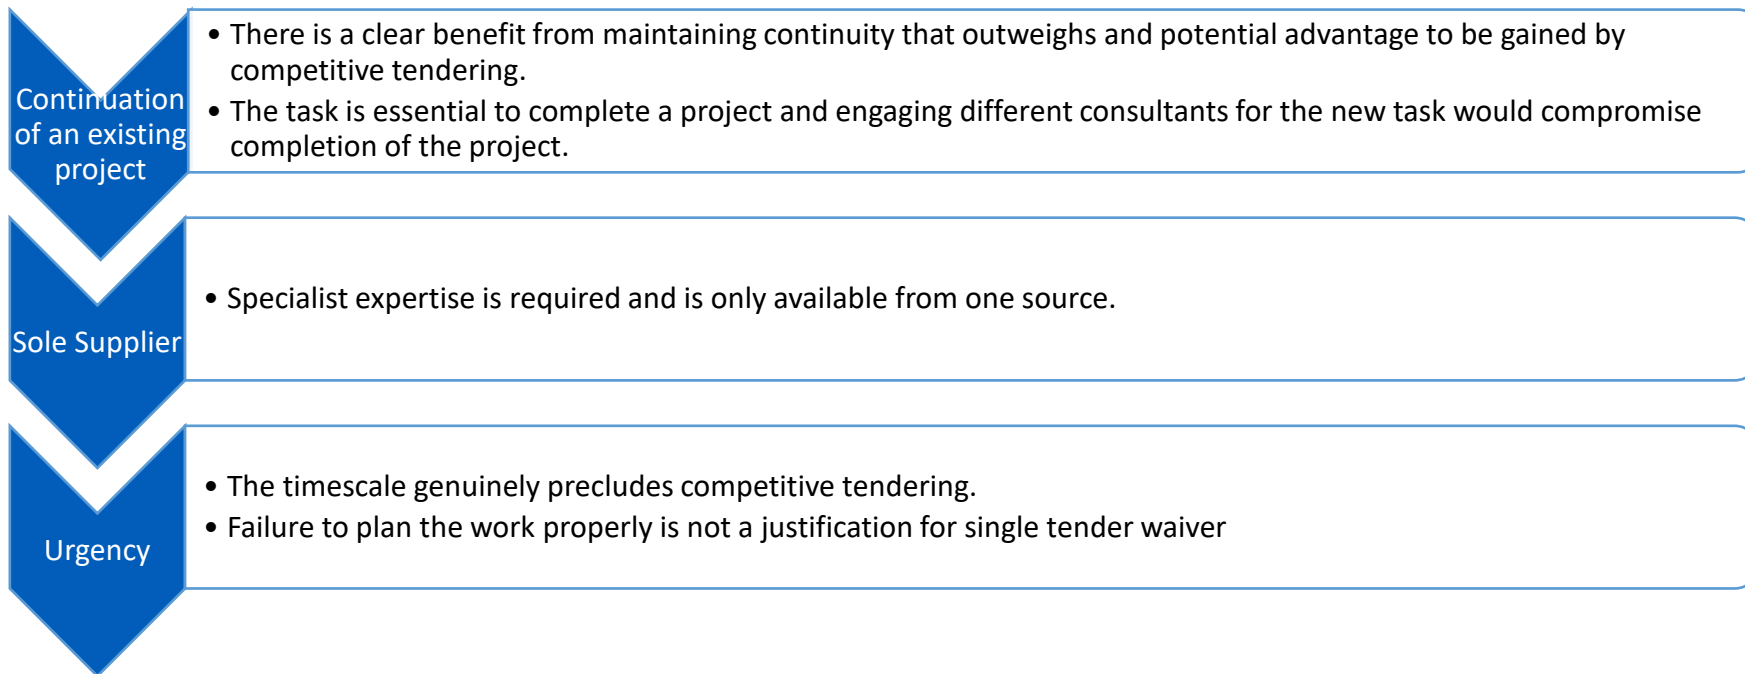 Continuation
of an existing
project
• There is a clear benefit from maintaining continuity that outweighs and potential advantage to be gained by
competitive tendering.
• The task is essential to complete a project and engaging different consultants for the new task would compromise
completion of the project.
Sole Supplier
• Specialist expertise is required and is only available from one source.
Urgency
• The timescale genuinely precludes competitive tendering.
• Failure to plan the work properly is not a justification for single tender waiver